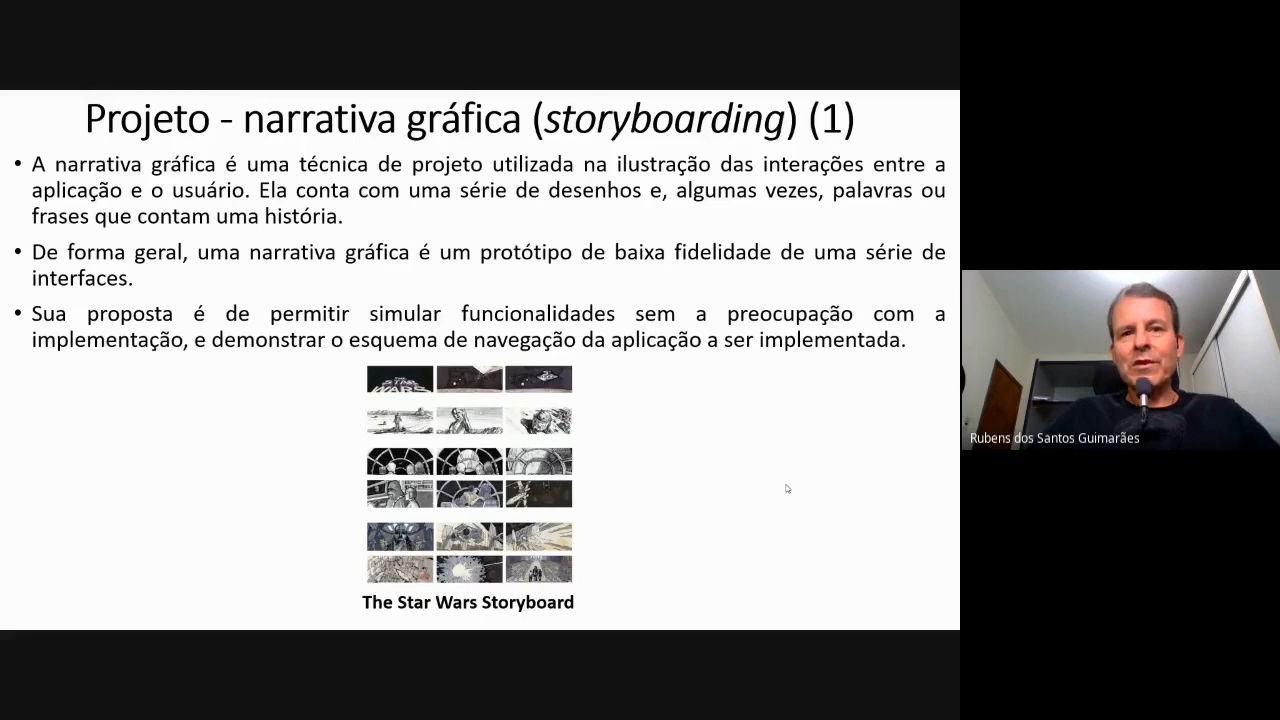 Projeto - narrativa gráfica (storyboarding) (1)
• A narrativa gráfica é uma técnica de projeto utilizada na ilustração das interações entre a
aplicação e o usuário. Ela conta com uma série de desenhos e, algumas vezes, palavras ou
frases que contam uma história.
• De forma geral, uma narrativa gráfica é um protótipo de baixa fidelidade de uma série de
interfaces.
• Sua proposta é de permitir simular funcionalidades sem a preocupação com a
implementação, e demonstrar o esquema de navegação da aplicação a ser implementada.
THE
STAR
WARS
The Star Wars Storyboard
Rubens dos Santos Guimarães